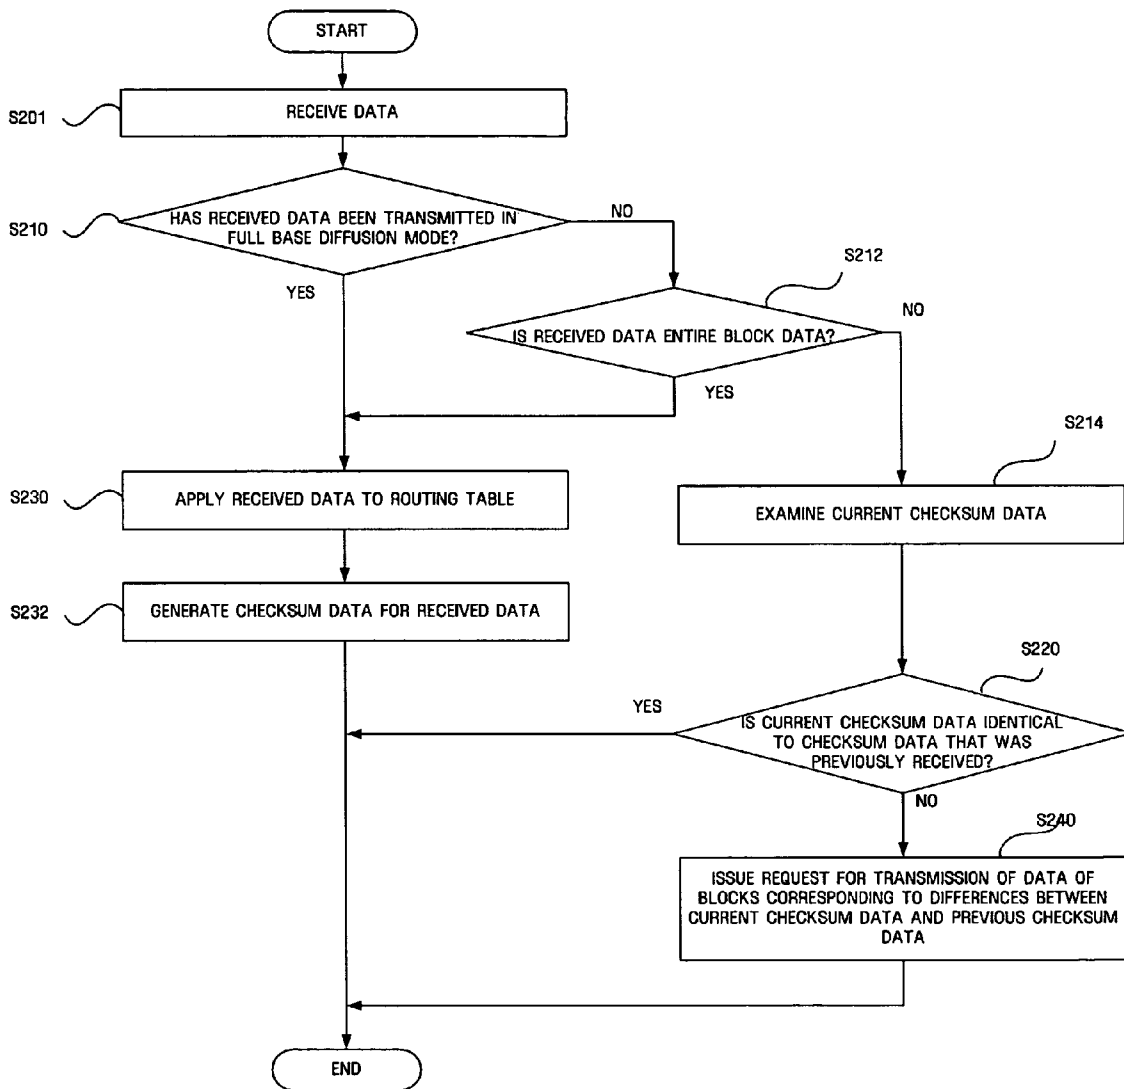 START
S201
RECEIVE DATA
S210
HAS RECEIVED DATA BEEN TRANSMITTED IN
FULL BASE DIFFUSION MODE?
NO
YES
S212
IS RECEIVED DATA ENTIRE BLOCK DATA?
NO
YES
S214
S230
APPLY RECEIVED DATA TO ROUTING TABLE
EXAMINE CURRENT CHECKSUM DATA
S232
GENERATE CHECKSUM DATA FOR RECEIVED DATA
S220
YES
IS CURRENT CHECKSUM DATA IDENTICAL
TO CHECKSUM DATA THAT WAS
PREVIOUSLY RECEIVED?
NO
S240
ISSUE REQUEST FOR TRANSMISSION OF DATA OF
BLOCKS CORRESPONDING TO DIFFERENCES BETWEEN
CURRENT CHECKSUM DATA AND PREVIOUS CHECKSUM
DATA
END